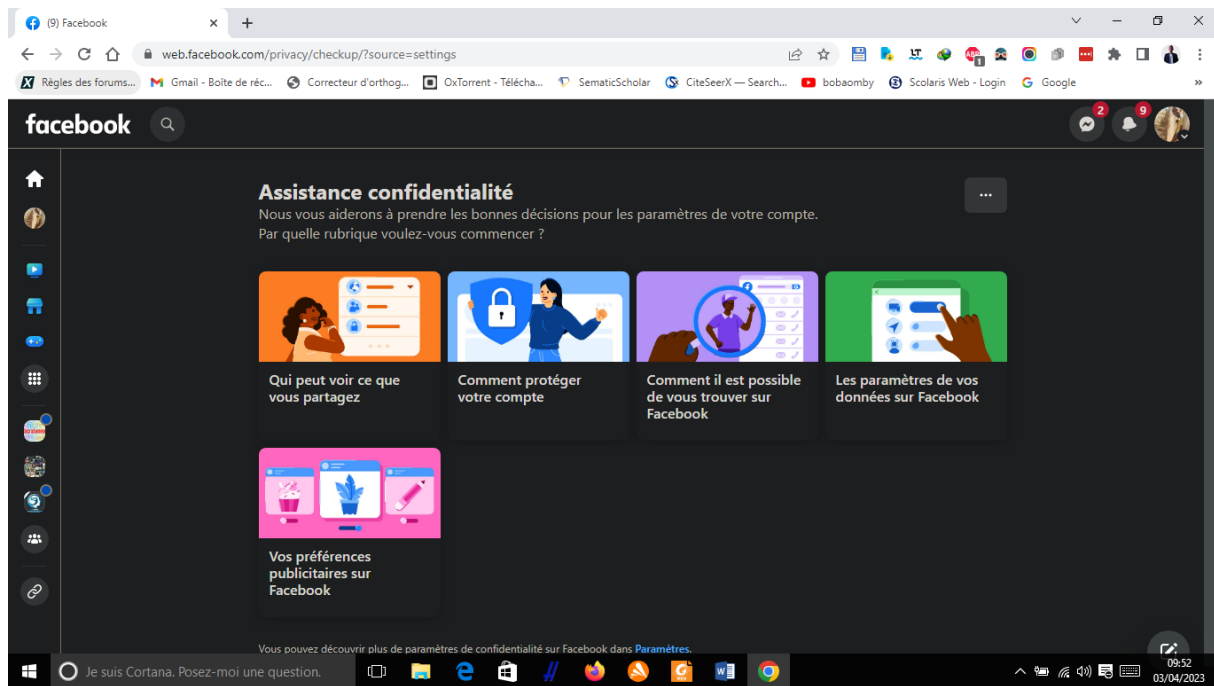 (9) Facebook
web.facebook.com/privacy/checkup/?source=settings
Règles des forums...
Gmail - Boîte de réc...
Correcteur d'orthog...
OxTorrent - Télécha...
SematicScholar
CiteSeerX — Search...
bobaomby
Scolaris Web - Login
Google
facebook
2
9
Assistance confidentialité
Nous vous aiderons à prendre les bonnes décisions pour les paramètres de votre compte.
Par quelle rubrique voulez-vous commencer ?
Qui peut voir ce que
vous partagez
Comment protéger
votre compte
Comment il est possible
de vous trouver sur
Facebook
Les paramètres de vos
données sur Facebook
Vos préférences
publicitaires sur
Facebook
Vous pouvez découvrir plus de paramètres de confidentialité sur Facebook dans Paramètres.
Je suis Cortana. Posez-moi une question.
09:52
03/04/2023